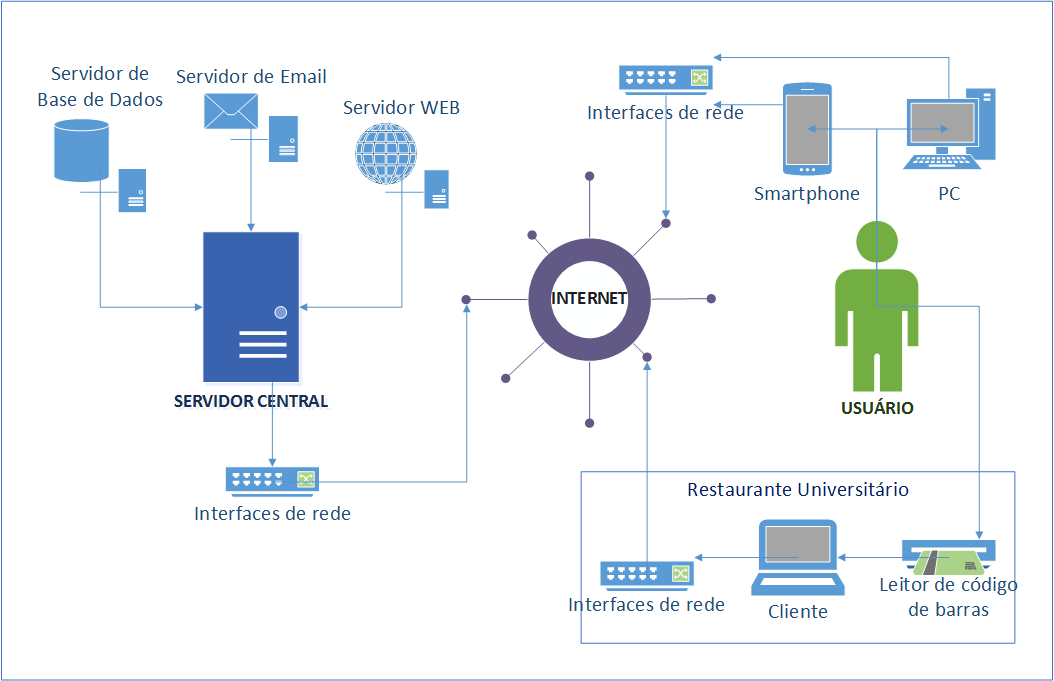 Servidor de
Base de Dados
Servidor de Email
Servidor WEB
Interfaces de rede
Smartphone
PC
INTERNET
SERVIDOR CENTRAL
USUÁRIO
Interfaces de rede
Restaurante Universitário
Interfaces de rede
Cliente
Leitor de código
de barras